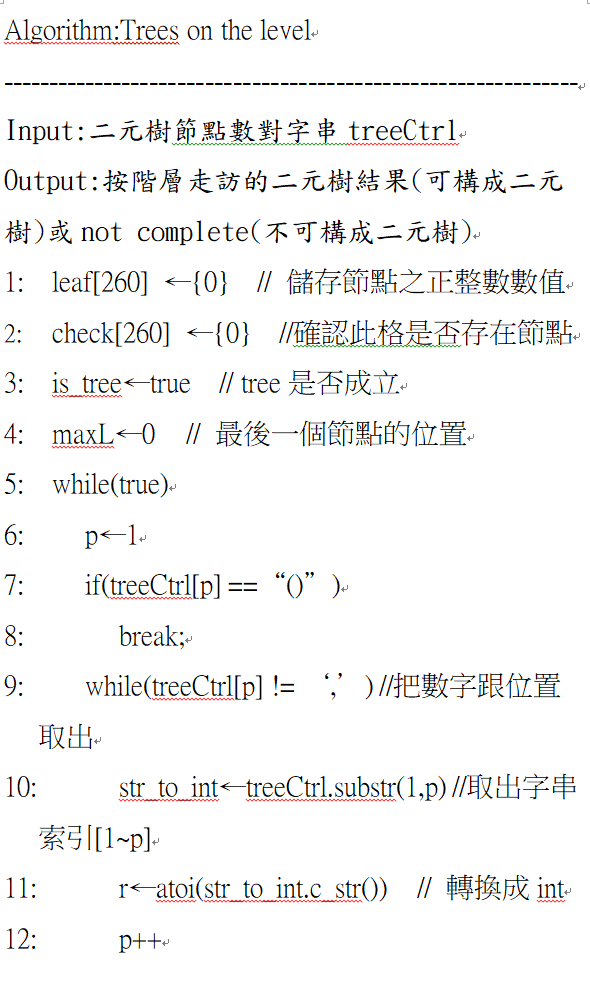 Algorithm:Trees on the level
----------------------------------------------------------------
Input:二元樹節點數對字串 treeCtrl
Output:按階層走訪的二元樹結果(可構成二元
樹)或 not complete(不可構成二元樹)
1: leaf[260] ←{0} // 儲存節點之正整數數值
2: check[260] ←{0} //確認此格是否存在節點
3: is_tree←true // tree 是否成立
4: maxL←0 // 最後一個節點的位置
5: while(true)
6: p←1
7: if(treeCtrl[p] == “()” )
8: break;
9: while(treeCtrl[p] != ‘,’ ) //把數字跟位置
取出
10: str_to_int←treeCtrl.substr(1,p) //取出字串
索引[1~p]
11: r←atoi(str_to_int.c_str()) // 轉換成 int
12: p++